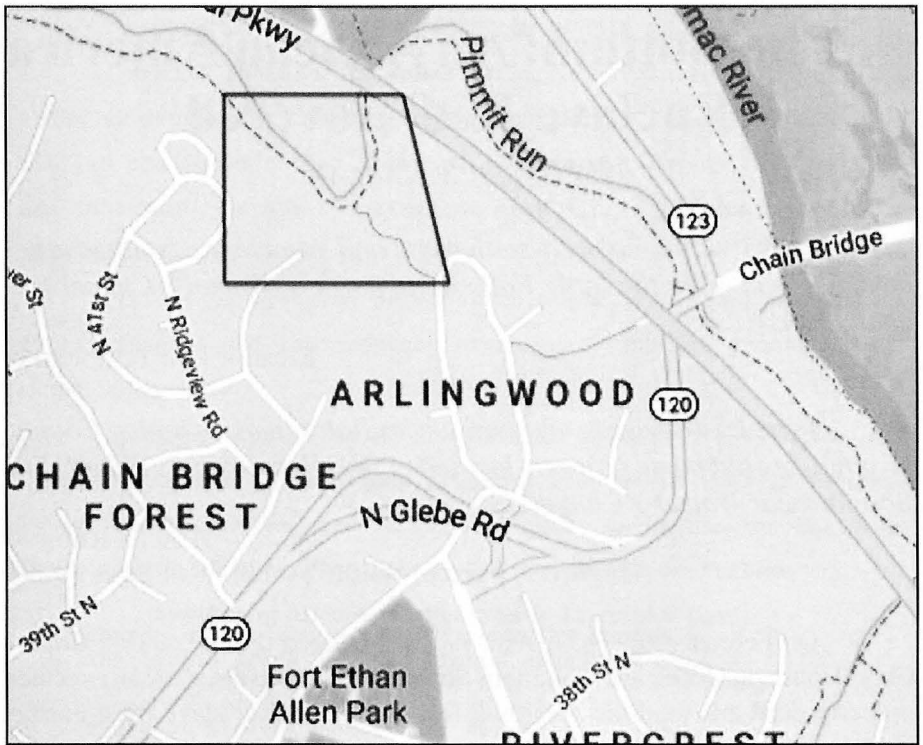 Pkwy
Pimmit Run
River
123
Chain Bridge
N 41st St
N Ridgeview Rd
ARLINGWOOD
120
CHAIN BRIDGE
FOREST
N Glebe Rd
39th St N
120
Fort Ethan
Allen Park
38th St N
RIVERCREST